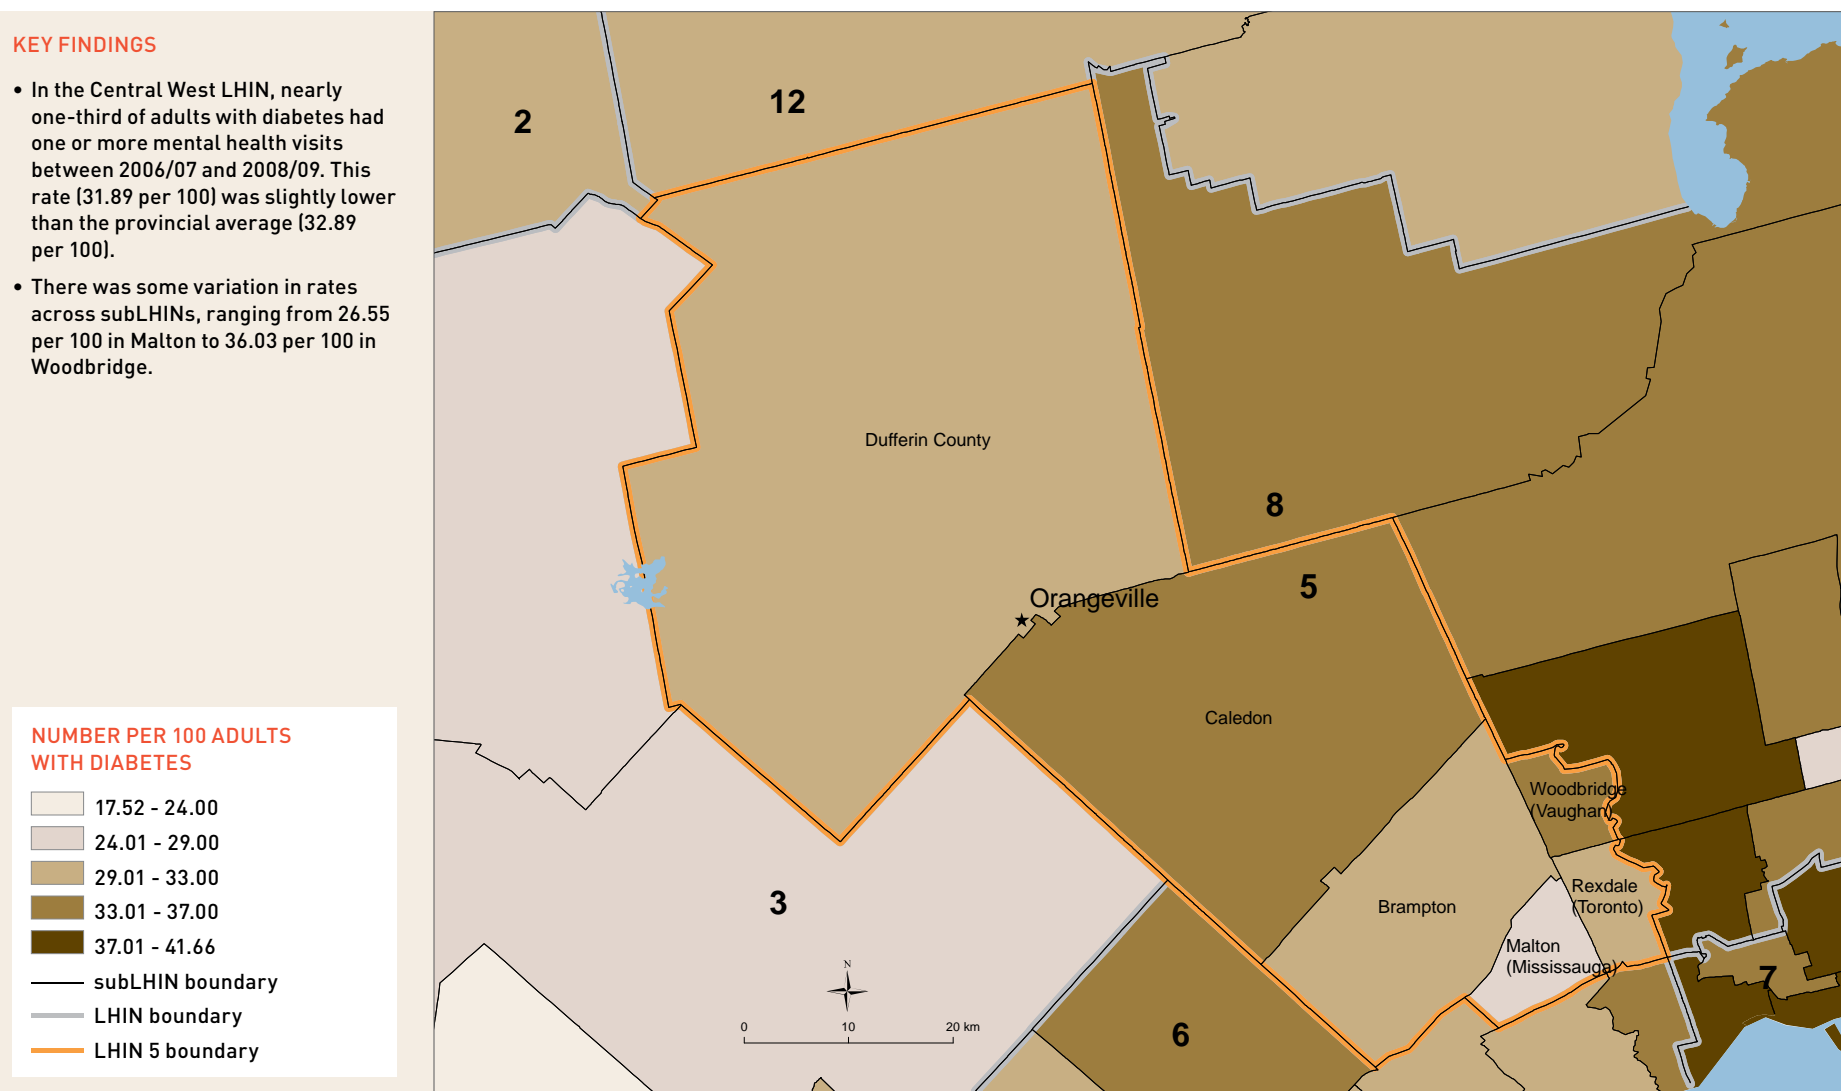 KEY FINDINGS
• In the Central West LHIN, nearly
one-third of adults with diabetes had
one or more mental health visits
between 2006/07 and 2008/09. This
rate (31.89 per 100) was slightly lower
than the provincial average (32.89
per 100).
• There was some variation in rates
across subLHINs, ranging from 26.55
per 100 in Malton to 36.03 per 100 in
Woodbridge.
NUMBER PER 100 ADULTS
WITH DIABETES
17.52 - 24.00
24.01 - 29.00
29.01 - 33.00
33.01 - 37.00
37.01 - 41.66
subLHIN boundary
LHIN boundary
LHIN 5 boundary
2
12
Dufferin County
8
5
Orangeville
Caledon
Woodbridge
(Vaughan)
3
Brampton
Rexdale
(Toronto)
Malton
(Mississauga)
7
6
N
0 10 20 km